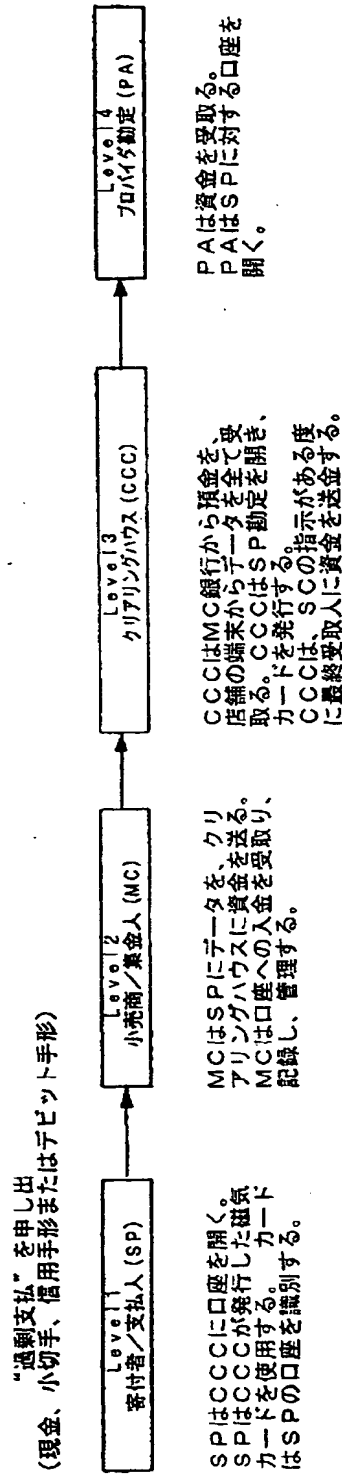 “過剰支払”を申し出
(現金、小切手、信用手形またはデビット手形)
Level1
寄付者/支払人(SP)
SPはCCCに口座を開く。
SPはCCCが発行した磁気
カードを使用する。 カード
はSPの口座を識別する。
Level2
小売商/集金人(MC)
MCはSPにデータを、クリ
アリングハウスに資金を送る。
MCは口座への入金を受取り、
記録し、管理する。
Level3
クリアリングハウス(CCC)
CCCはMC銀行から預金を、
店舗の端末からデータを全て受
取る。CCCはSP勘定を開き、
カードを発行する。
CCCは、SCの指示がある度
に最終受取人に資金を送金する。
Level4
プロバイダ勘定(PA)
PAは資金を受取る。
PAはSPに対する口座を
開く。